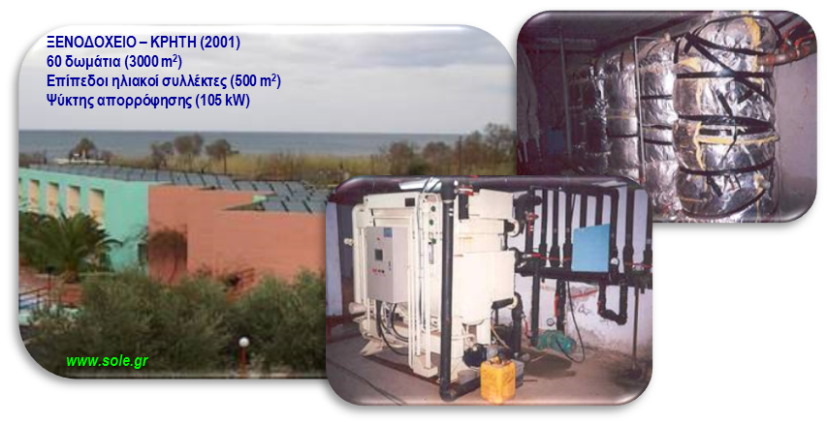 ΞΕΝΟΔΟΧΕΙΟ – ΚΡΗΤΗ (2001)
60 δωμάτια (3000 m²)
Επίπεδοι ηλιακοί συλλέκτες (500 m²)
Ψύκτης απορρόφησης (105 kW)
www.sole.gr